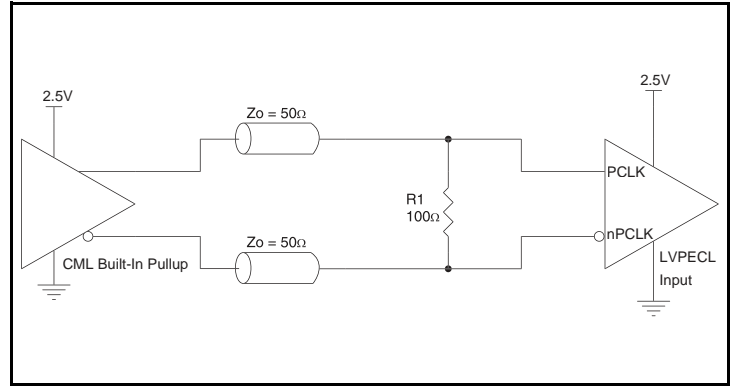 2.5V
2.5V
Zo = 50Ω
PCLK
R1
100Ω
Zo = 50Ω
nPCLK
CML Built-In Pullup
LVPECL
Input